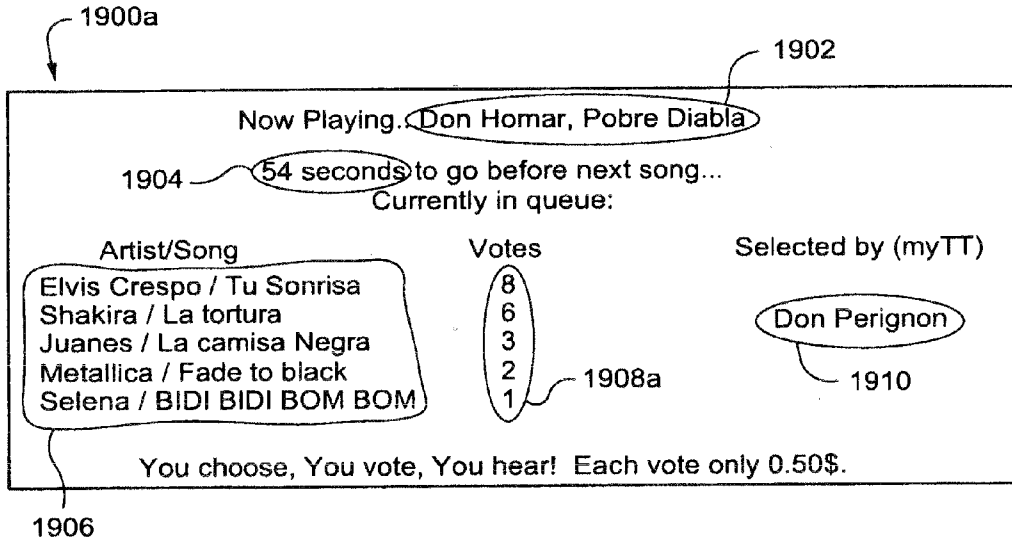 1900a
1902
Now Playing.. Don Homar, Pobre Diabla
1904
54 seconds to go before next song...
Currently in queue:
Artist/Song Votes Selected by (myTT)
Elvis Crespo / Tu Sonrisa 8
Shakira / La tortura 6
Don Perignon
Juanes / La camisa Negra 3
Metallica / Fade to black 2
1908a
1910
Selena / BIDI BIDI BOM BOM 1
You choose, You vote, You hear! Each vote only 0.50$.
1906